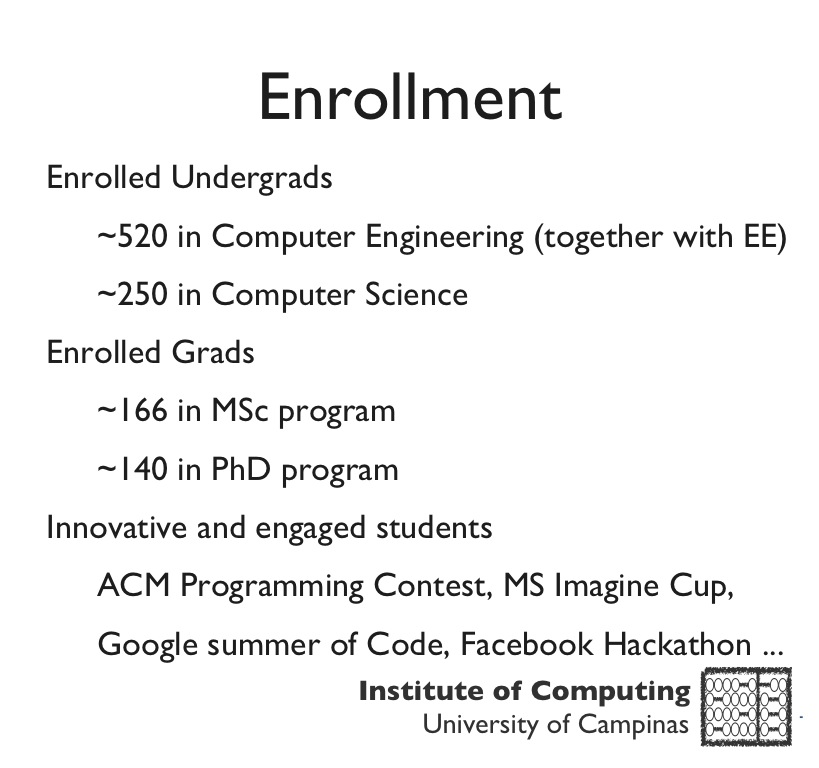 Enrollment
Enrolled Undergrads
~520 in Computer Engineering (together with EE)
~250 in Computer Science
Enrolled Grads
~166 in MSc program
~140 in PhD program
Innovative and engaged students
ACM Programming Contest, MS Imagine Cup,
Google summer of Code, Facebook Hackathon ...
Institute of Computing
University of Campinas